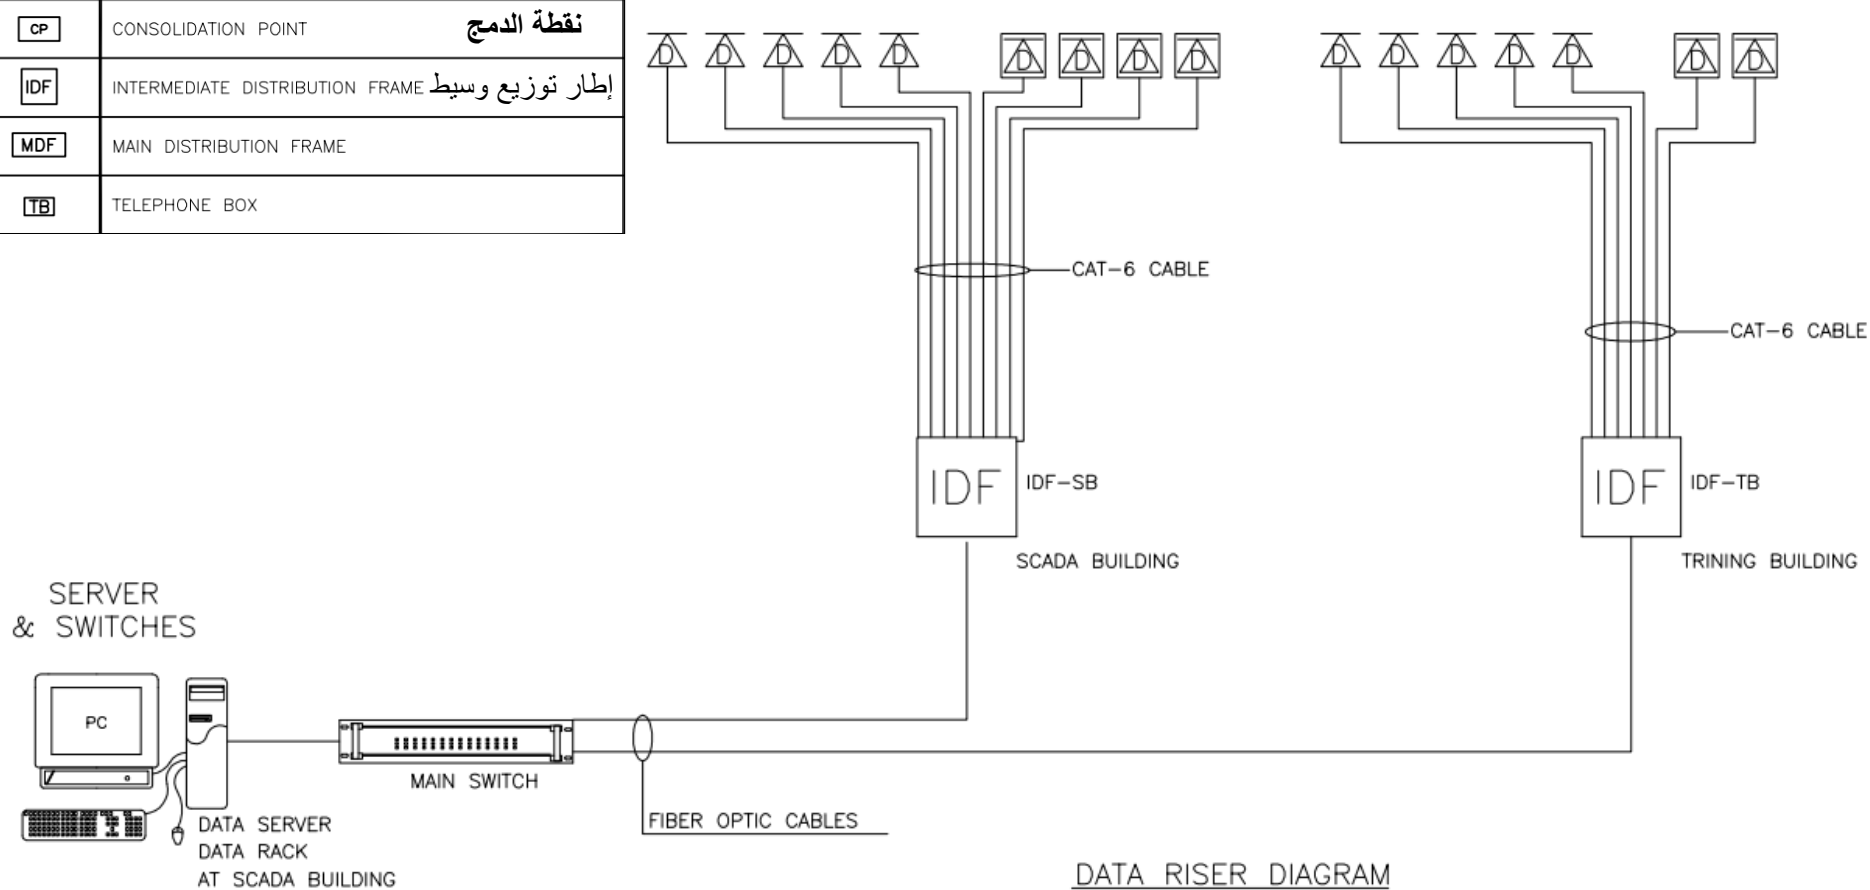 CP CONSOLIDATION POINT نقطة الدمج
IDF INTERMEDIATE DISTRIBUTION FRAME إطار توزيع وسيط
MDF MAIN DISTRIBUTION FRAME
TB TELEPHONE BOX
D D D D D D D D D
D D D D D D D
CAT-6 CABLE
CAT-6 CABLE
IDF IDF-SB
SCADA BUILDING
IDF IDF-TB
TRINING BUILDING
SERVER
& SWITCHES
PC
MAIN SWITCH
DATA SERVER
DATA RACK
AT SCADA BUILDING
FIBER OPTIC CABLES
DATA RISER DIAGRAM